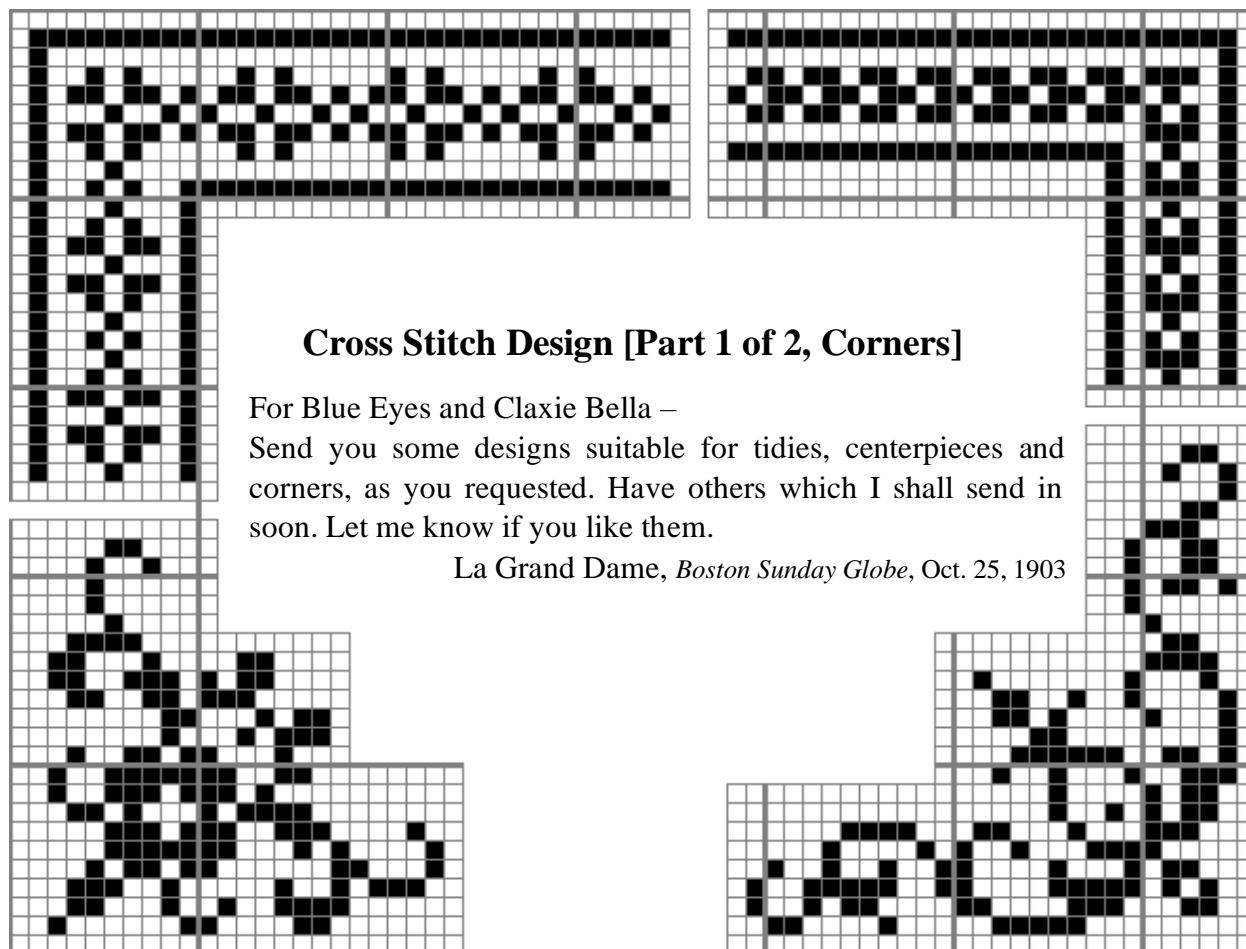 Cross Stitch Design [Part 1 of 2, Corners]
For Blue Eyes and Claxie Bella –
Send you some designs suitable for tidies, centerpieces and
corners, as you requested. Have others which I shall send in
soon. Let me know if you like them.
La Grand Dame, Boston Sunday Globe, Oct. 25, 1903